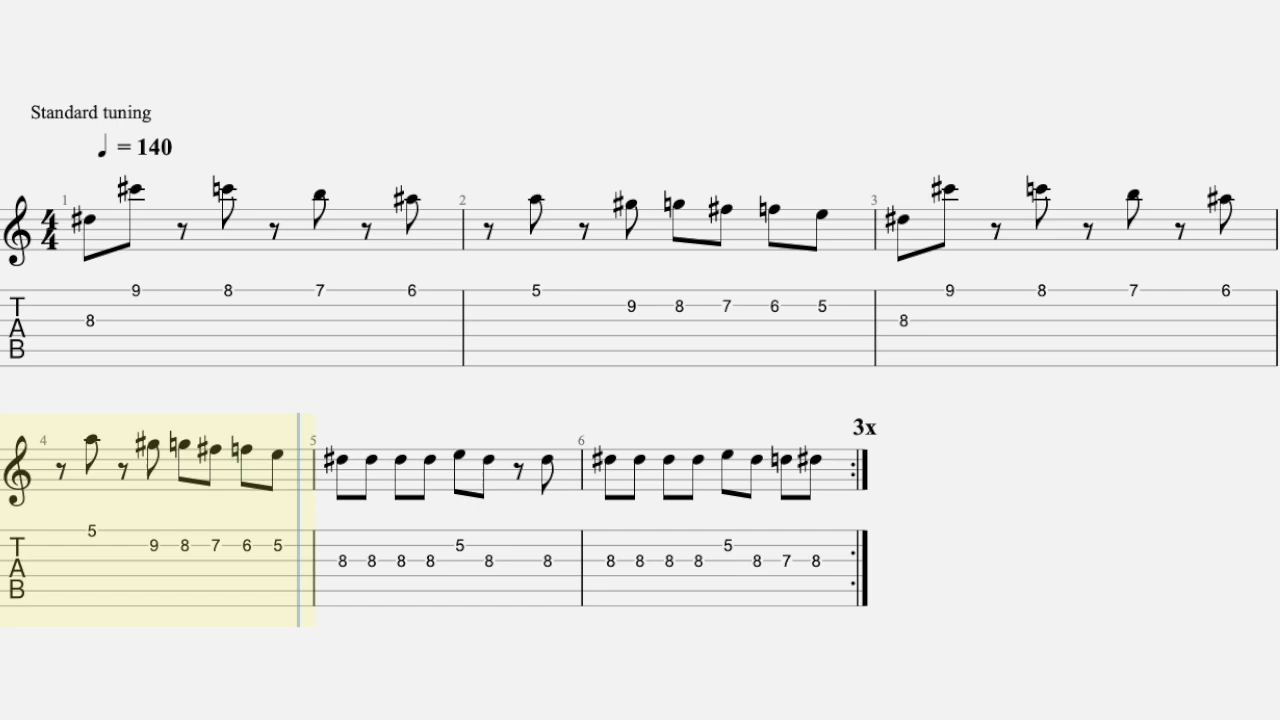 Standard tuning
= 140
1 2 3
4 4
9 8 7 6 5 9 8 7 6
T 9 8 7 6 5
A 8 8
B
3x
4 5 6
5
T 9 8 7 6 5 5 5
A 8 8 8 8 8 8 8 8 8 8 8 7 8
B